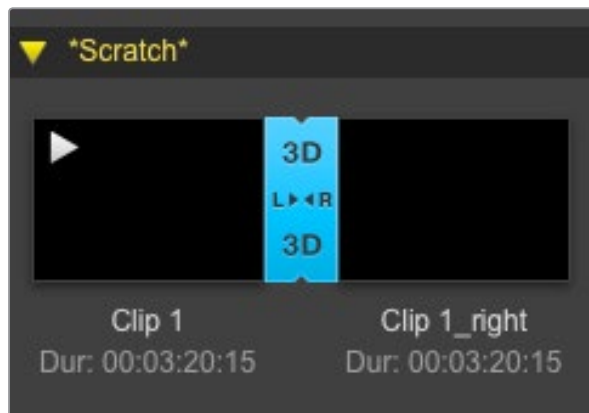 *Scratch*
3D
L R
3D
Clip 1 Clip 1_right
Dur: 00:03:20:15 Dur: 00:03:20:15